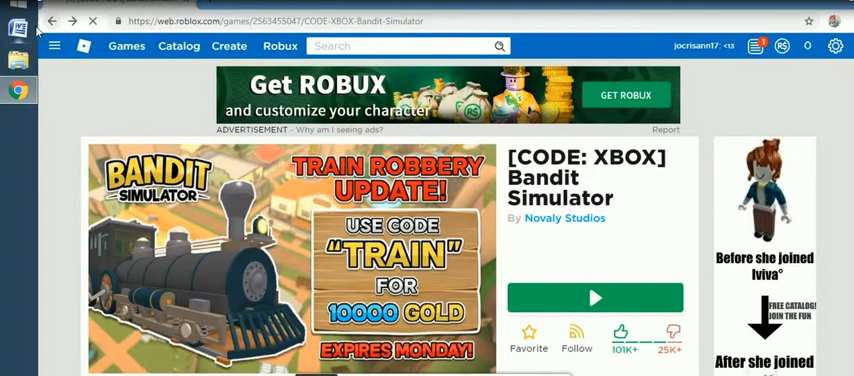 https://web.roblox.com/games/2563455047/CODE-XBOX-Bandit-Simulator
Games
Catalog
Create
Robux
Search
jocrisann17: <13
1
R$
0
Get ROBUX
and customize your character
GET ROBUX
ADVERTISEMENT - Why am I seeing ads?
Report
BANDIT
SIMULATOR
TRAIN ROBBERY
UPDATE!
USE CODE
"TRAIN"
FOR
10000 GOLD
EXPIRES MONDAY!
[CODE: XBOX]
Bandit
Simulator
By Novaly Studios
Favorite
Follow
101K+
25K+
Before she joined
lviva°
FREE CATALOG!
JOIN THE FUN
After she joined